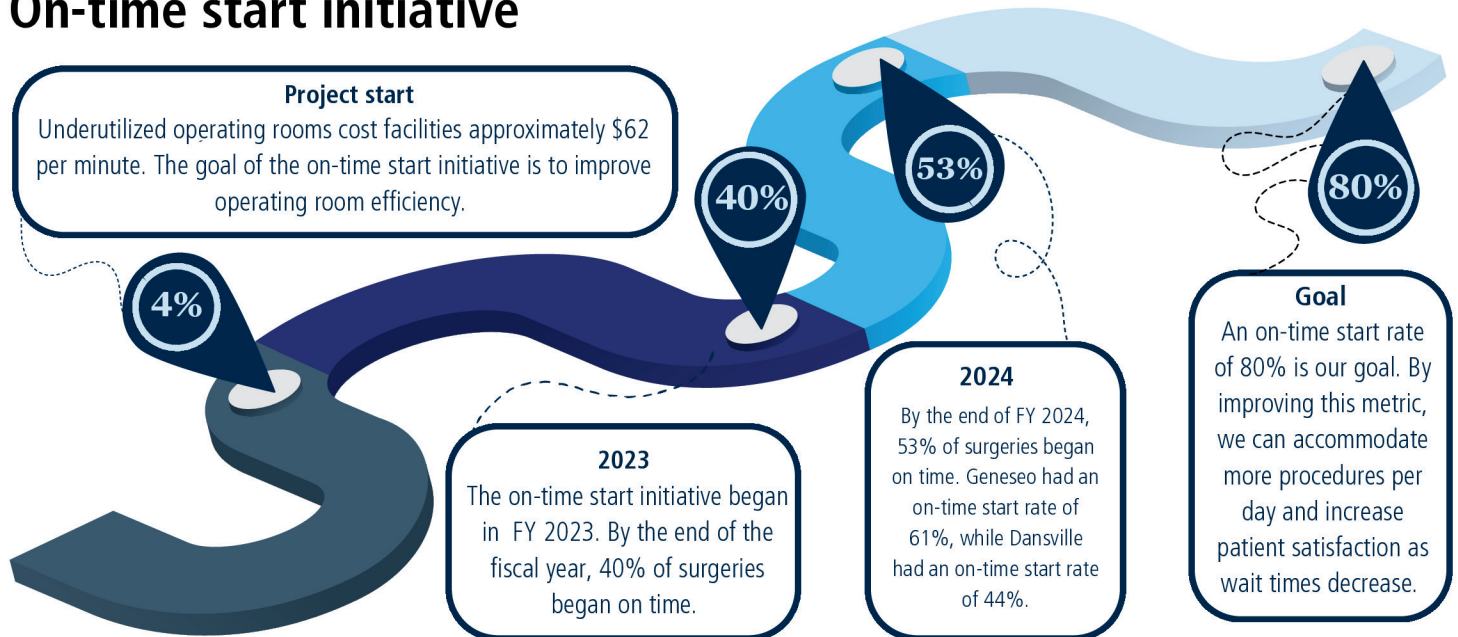 On-time start initiative
Project start
Underutilized operating rooms cost facilities approximately $62
per minute. The goal of the on-time start initiative is to improve
operating room efficiency.
4%
40%
53%
80%
2023
The on-time start initiative began
in FY 2023. By the end of the
fiscal year, 40% of surgeries
began on time.
2024
By the end of FY 2024,
53% of surgeries began
on time. Geneseo had an
on-time start rate of
61%, while Dansville
had an on-time start rate
of 44%.
Goal
An on-time start rate
of 80% is our goal. By
improving this metric,
we can accommodate
more procedures per
day and increase
patient satisfaction as
wait times decrease.